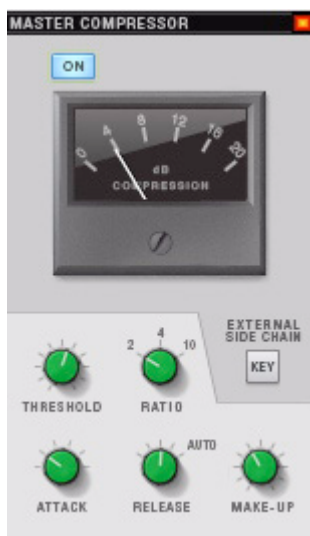 MASTER COMPRESSOR
ON
0 4 8 12 16 20
dB
COMPRESSION
EXTERNAL
SIDE CHAIN
KEY
2 4 10
THRESHOLD RATIO
AUTO
ATTACK RELEASE MAKE-UP